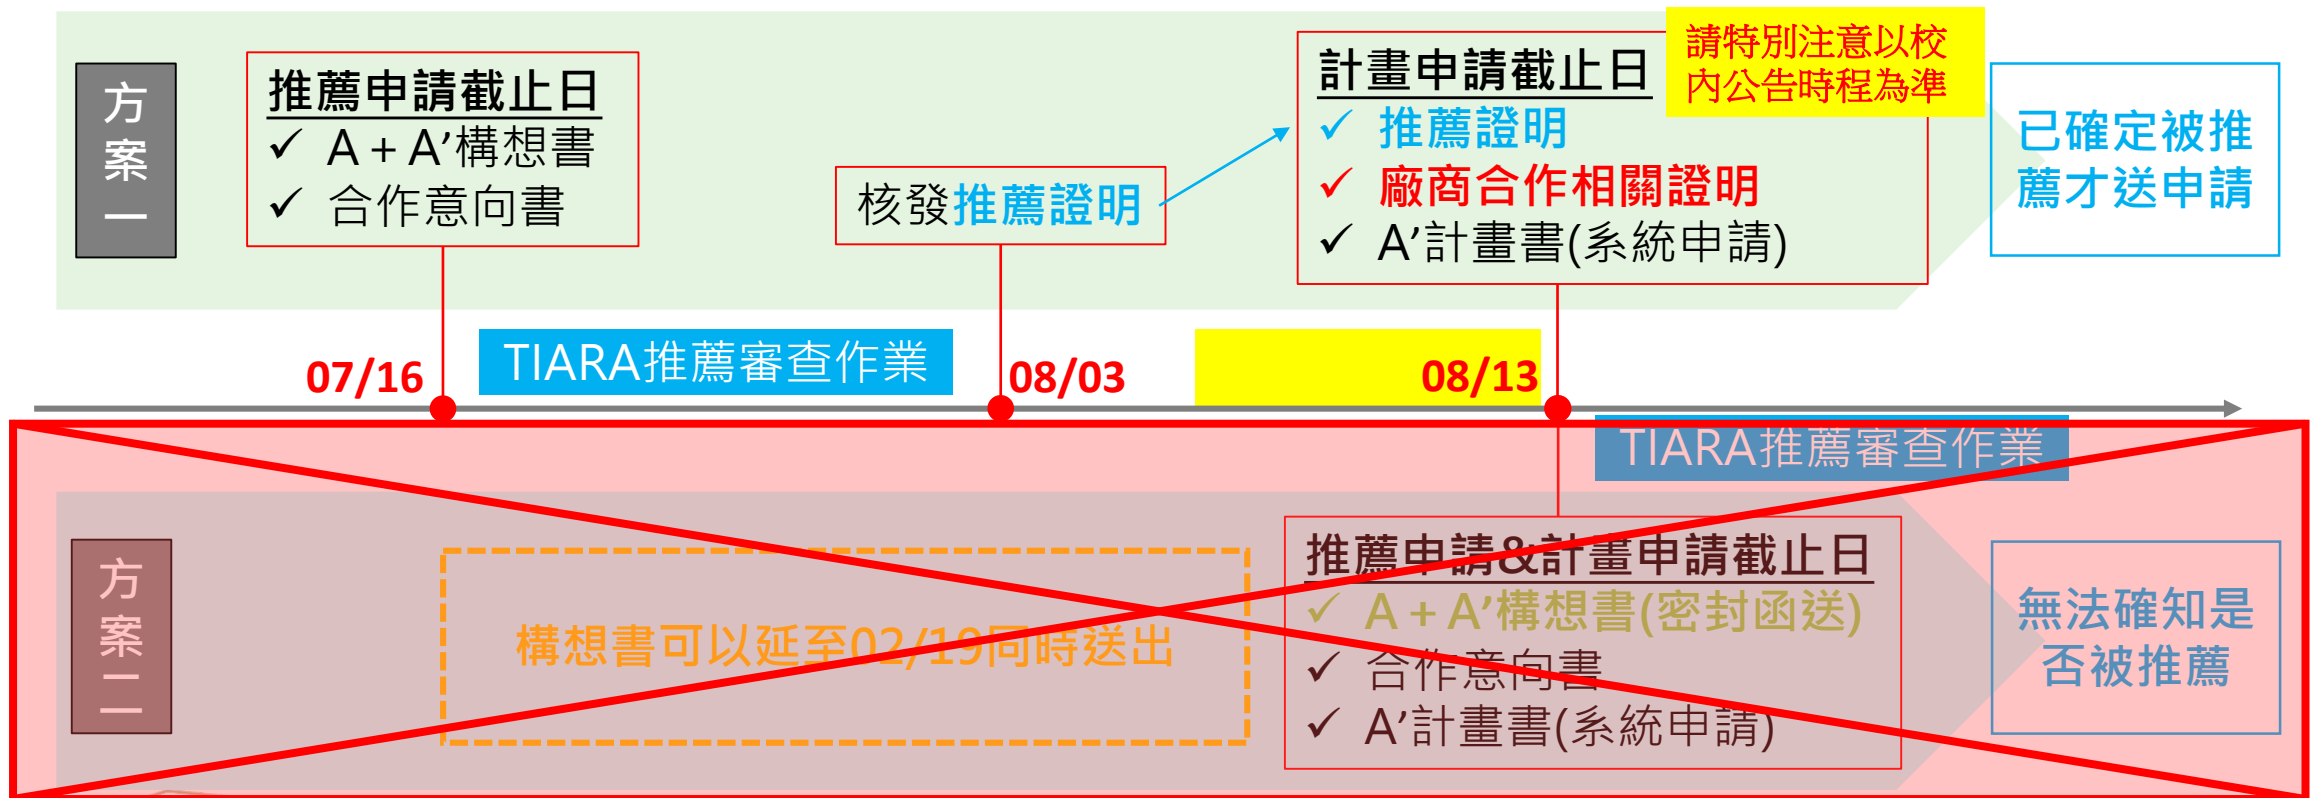 方案一
推薦申請截止日
✓ A + A’構想書
✓ 合作意向書
核發推薦證明
計畫申請截止日
✓ 推薦證明
✓ 廠商合作相關證明
✓ A’計畫書(系統申請)
請特別注意以校
內公告時程為準
已確定被推
薦才送申請
07/16
TIARA推薦審查作業
08/03
08/13
TIARA推薦審查作業
方案二
構想書可以延至02/19同時送出
推薦申請&計畫申請截止日
✓ A + A’構想書(密封函送)
✓ 合作意向書
✓ A’計畫書(系統申請)
無法確知是
否被推薦